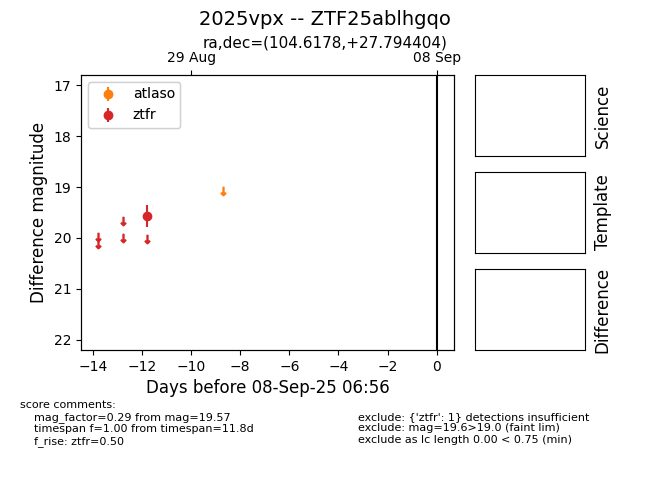 2025vpx -- ZTF25ablhgqo
ra,dec=(104.6178,+27.794404)
29 Aug
08 Sep
atlaso
ztfr
17
18
19
20
21
22
Difference magnitude
−14
−12
−10
−8
−6
−4
−2
0
Days before 08-Sep-25 06:56
Science
Template
Difference
score comments:
mag_factor=0.29 from mag=19.57
timespan f=1.00 from timespan=11.8d
f_rise: ztfr=0.50
exclude: {'ztfr': 1} detections insufficient
exclude: mag=19.6>19.0 (faint lim)
exclude as lc length 0.00 < 0.75 (min)